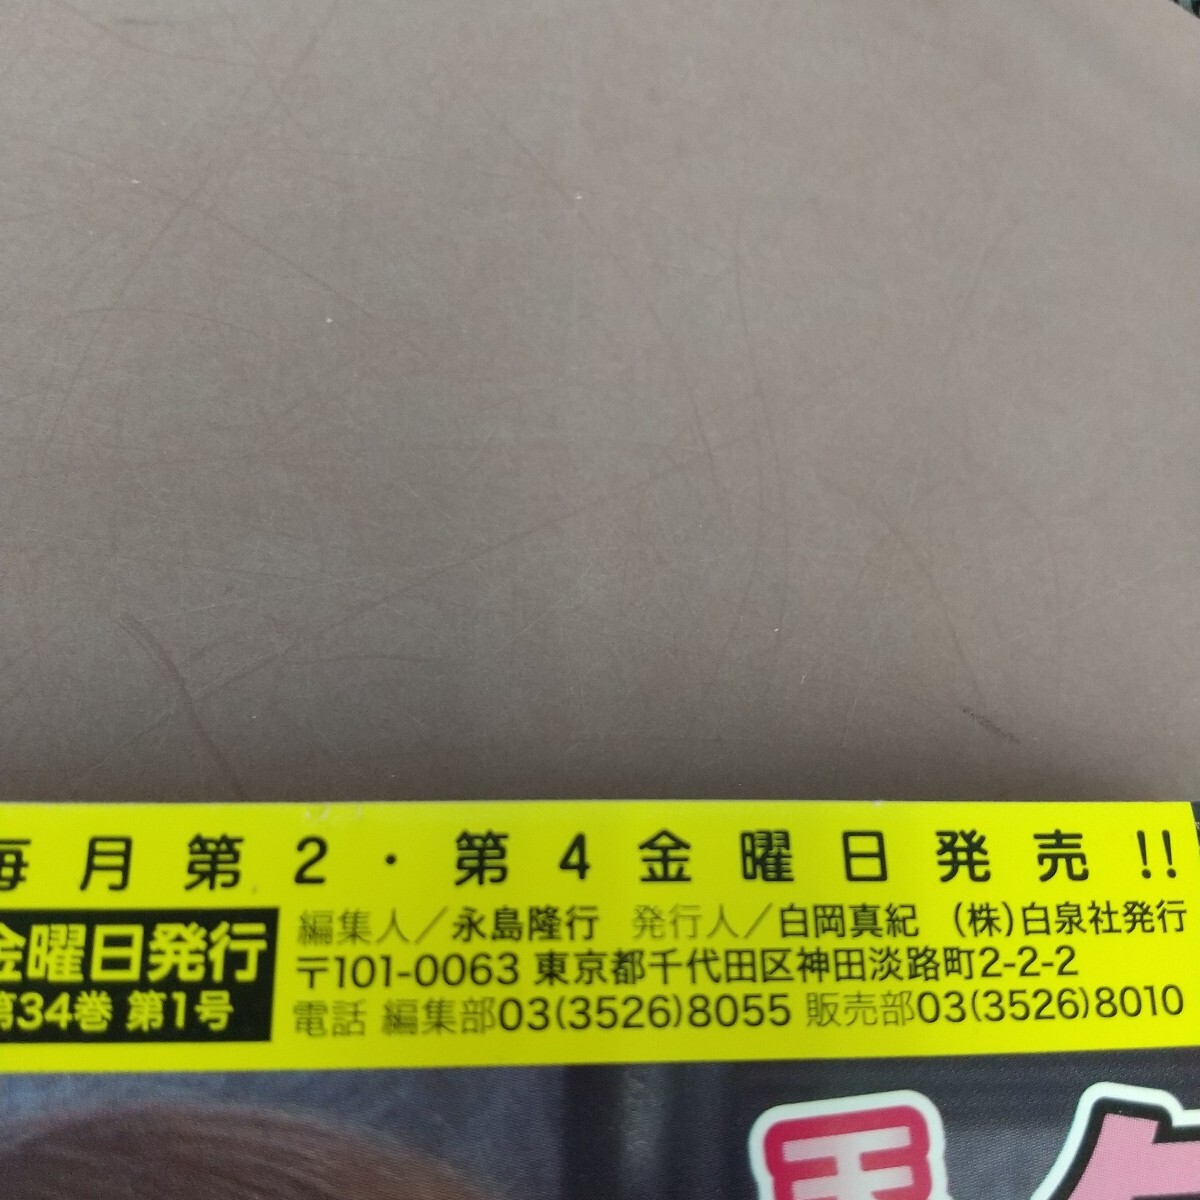 毎月第2・第4金曜日発売!!
金曜日発行
第34巻 第1号
編集人/永島隆行 発行人/白岡真紀 (株)白泉社発行
〒101-0063 東京都千代田区神田淡路町2-2-2
電話 編集部03(3526)8055 販売部03(3526)8010